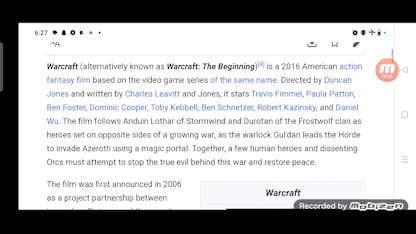 6:27
Warcraft (alternatively known as Warcraft: The Beginning)[4] is a 2016 American action
fantasy film based on the video game series of the same name. Directed by Duncan
Jones and written by Charles Leavitt and Jones, it stars Travis Fimmel, Paula Patton,
Ben Foster, Dominic Cooper, Toby Kebbell, Ben Schnetzer, Robert Kazinsky, and Daniel
Wu. The film follows Anduin Lothar of Stormwind and Durotan of the Frostwolf clan as
heroes set on opposite sides of a growing war, as the warlock Gul'dan leads the Horde
to invade Azeroth using a magic portal. Together, a few human heroes and dissenting
Orcs must attempt to stop the true evil behind this war and restore peace.
The film was first announced in 2006
as a project partnership between
Warcraft
Recorded by Mobizen